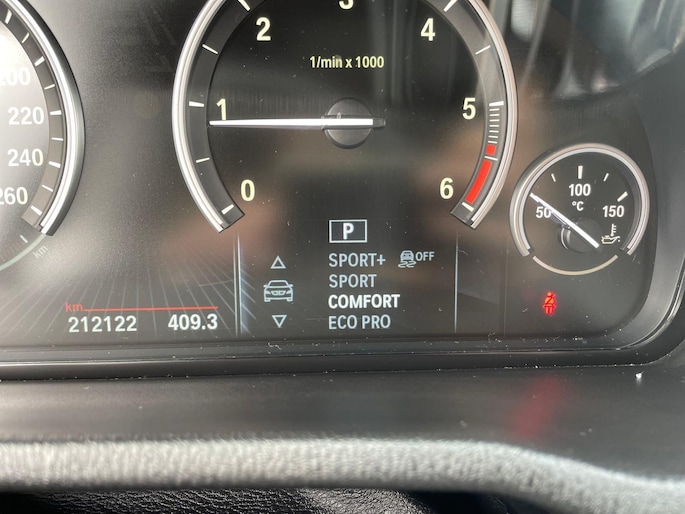 200
220
240
260
km
0
1
2
3
4
5
6
1/min x 1000
P
SPORT+ OFF
SPORT
COMFORT
ECO PRO
km
212122 409.3
50
100
150
°C